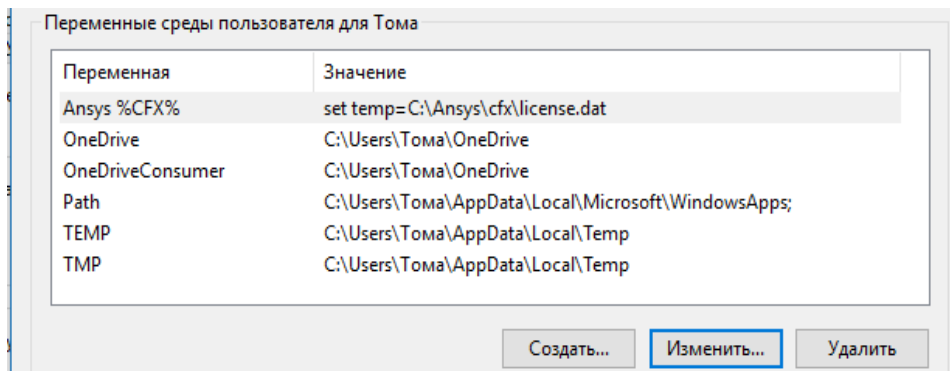 Переменные среды пользователя для Тома
Переменная Значение
Ansys %CFX% set temp=C:\Ansys\cfx\license.dat
OneDrive C:\Users\Тома\OneDrive
OneDriveConsumer C:\Users\Тома\OneDrive
Path C:\Users\Тома\AppData\Local\Microsoft\WindowsApps;
TEMP C:\Users\Тома\AppData\Local\Temp
TMP C:\Users\Тома\AppData\Local\Temp
Создать... Изменить... Удалить